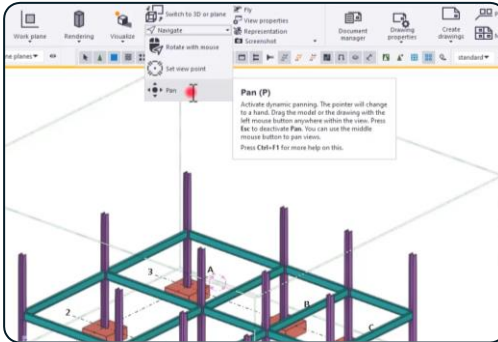 Work plane
Rendering
Visualize
Switch to 3D or plane
Navigate
Rotate with mouse
Set view point
Pan
Fly
View properties
Representation
Screenshot
Document
manager
Drawing
properties
Create
drawings
ne planes
standard
Pan (P)
Activate dynamic panning. The pointer will change
to a hand. Drag the model or the drawing with the
left mouse button anywhere within the view. Press
Esc to deactivate Pan. You can use the middle
mouse button to pan views.
Press Ctrl+F1 for more help on this.
3
A
2
B
C